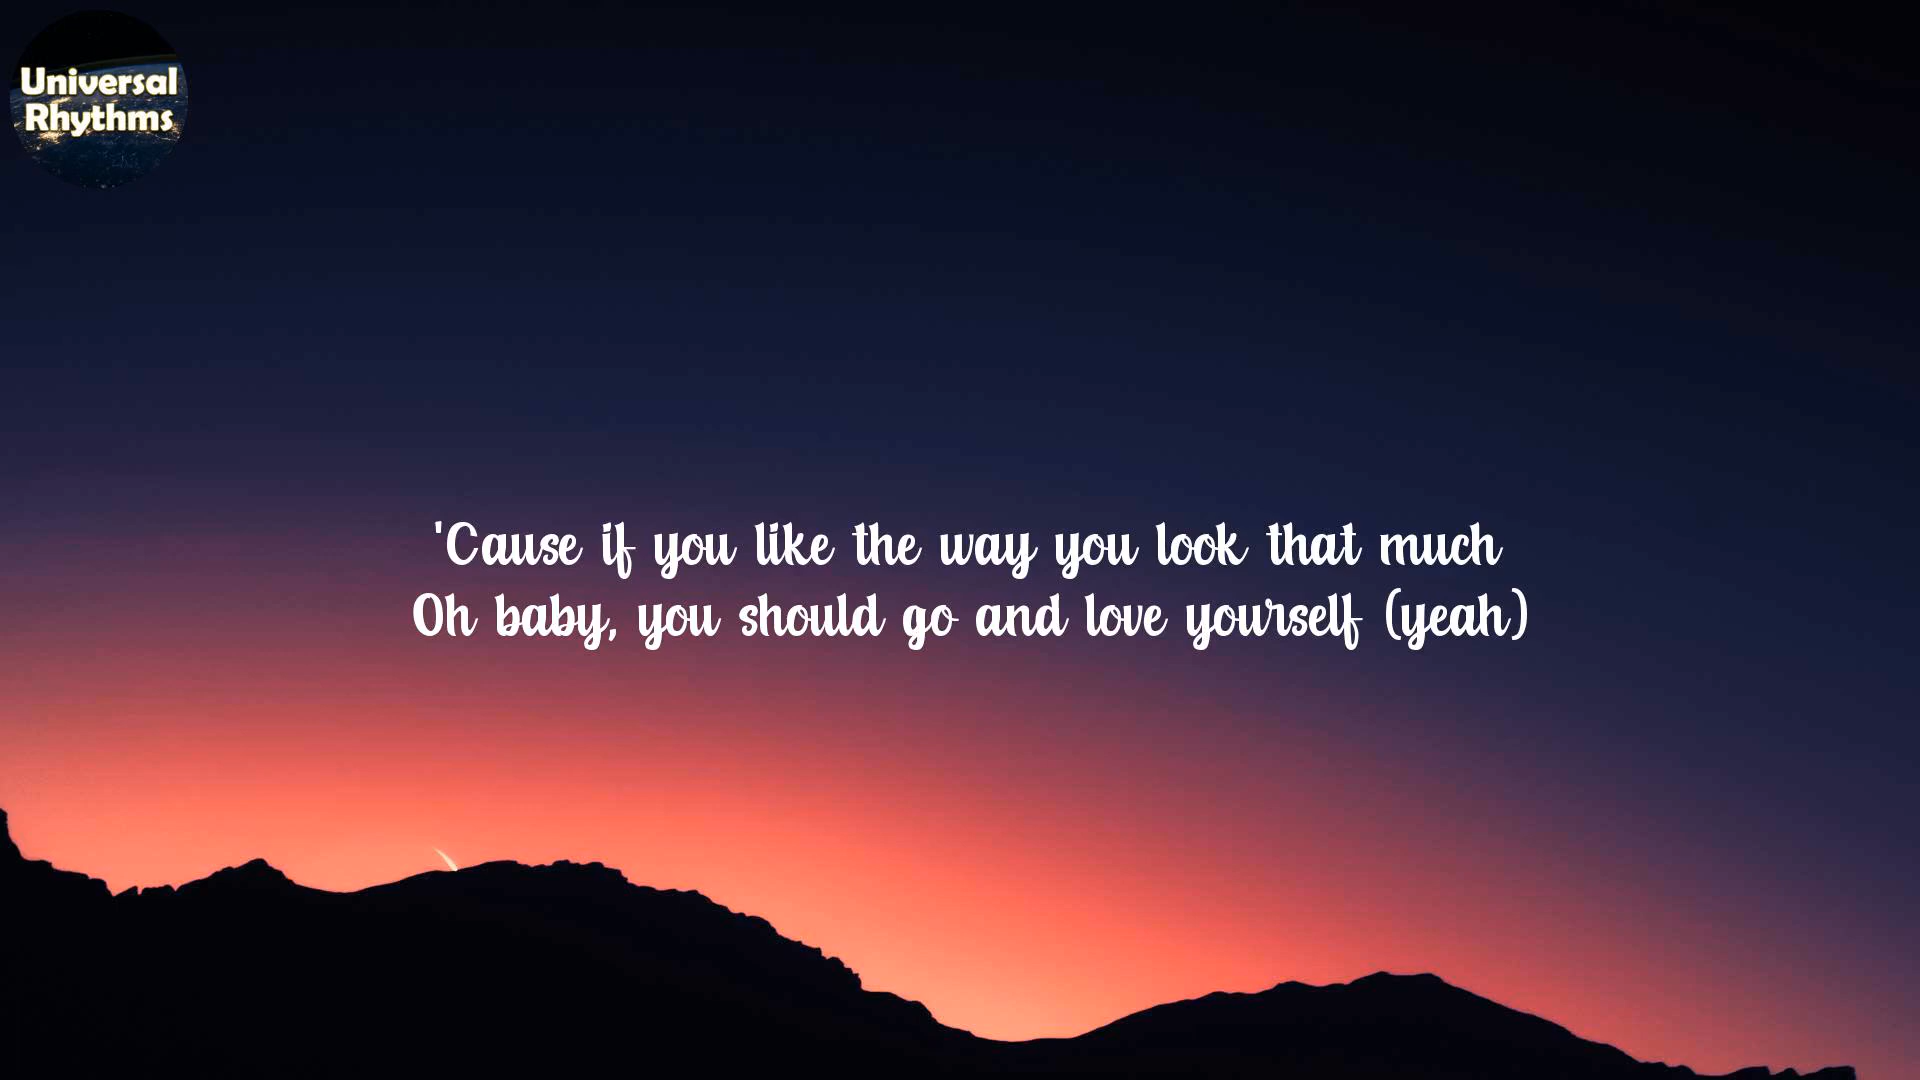 Universal
Rhythms
'Cause if you like the way you look that much
Oh baby, you should go and love yourself (yeah)